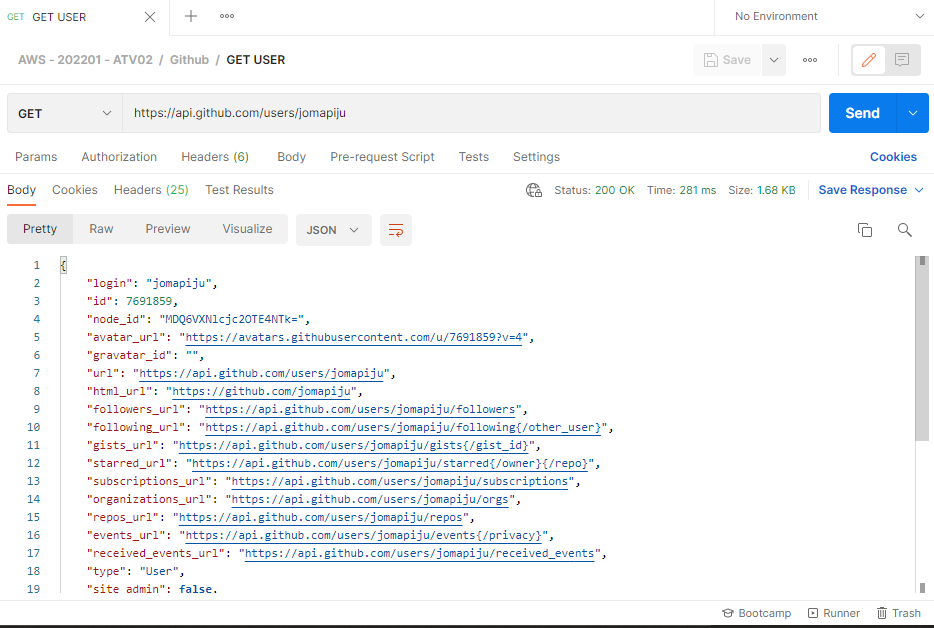 GET GET USER
No Environment
AWS - 202201 - ATV02 / Github / GET USER
Save
GET https://api.github.com/users/jomapiju Send
Params Authorization Headers (6) Body Pre-request Script Tests Settings Cookies
Body Cookies Headers (25) Test Results Status: 200 OK Time: 281 ms Size: 1.68 KB Save Response
Pretty Raw Preview Visualize JSON
1 {
2 "login": "jomapiju",
3 "id": 7691859,
4 "node_id": "MDQ6VXNlcjc2OTE4NTk=",
5 "avatar_url": "https://avatars.githubusercontent.com/u/7691859?v=4",
6 "gravatar_id": "",
7 "url": "https://api.github.com/users/jomapiju",
8 "html_url": "https://github.com/jomapiju",
9 "followers_url": "https://api.github.com/users/jomapiju/followers",
10 "following_url": "https://api.github.com/users/jomapiju/following{/other_user}",
11 "gists_url": "https://api.github.com/users/jomapiju/gists{/gist_id}",
12 "starred_url": "https://api.github.com/users/jomapiju/starred{/owner}{/repo}",
13 "subscriptions_url": "https://api.github.com/users/jomapiju/subscriptions",
14 "organizations_url": "https://api.github.com/users/jomapiju/orgs",
15 "repos_url": "https://api.github.com/users/jomapiju/repos",
16 "events_url": "https://api.github.com/users/jomapiju/events{/privacy}",
17 "received_events_url": "https://api.github.com/users/jomapiju/received_events",
18 "type": "User",
19 "site_admin": false,
Bootcamp Runner Trash